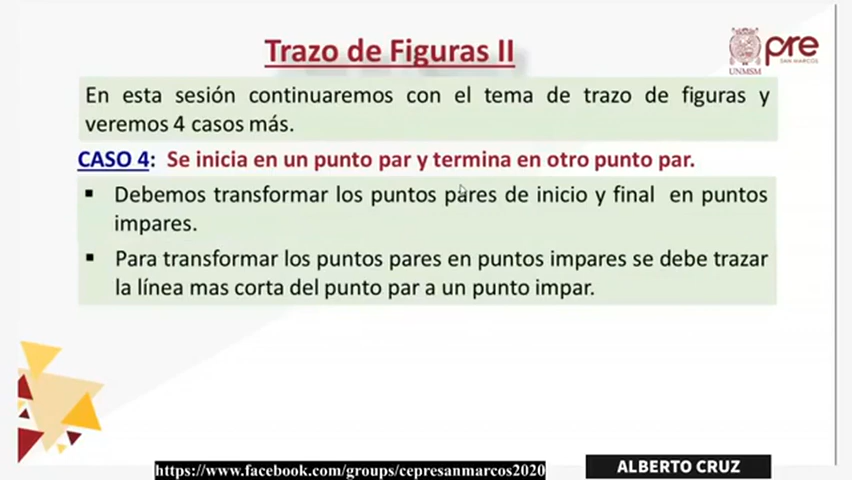 Trazo de Figuras II
UNMSM
pre
SAN MARCOS
En esta sesión continuaremos con el tema de trazo de figuras y
veremos 4 casos más.
CASO 4: Se inicia en un punto par y termina en otro punto par.
▪ Debemos transformar los puntos pares de inicio y final en puntos
impares.
▪ Para transformar los puntos pares en puntos impares se debe trazar
la línea mas corta del punto par a un punto impar.
https://www.facebook.com/groups/cepresanmarcos2020
ALBERTO CRUZ